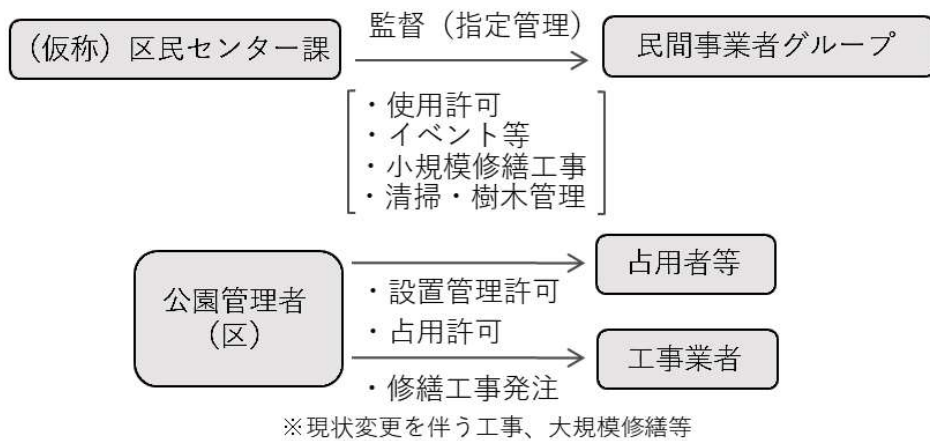 (仮称)区民センター課
監督(指定管理)
民間事業者グループ
・使用許可
・イベント等
・小規模修繕工事
・清掃・樹木管理
公園管理者
(区)
占用者等
・設置管理許可
・占用許可
工事業者
・修繕工事発注
※現状変更を伴う工事、大規模修繕等